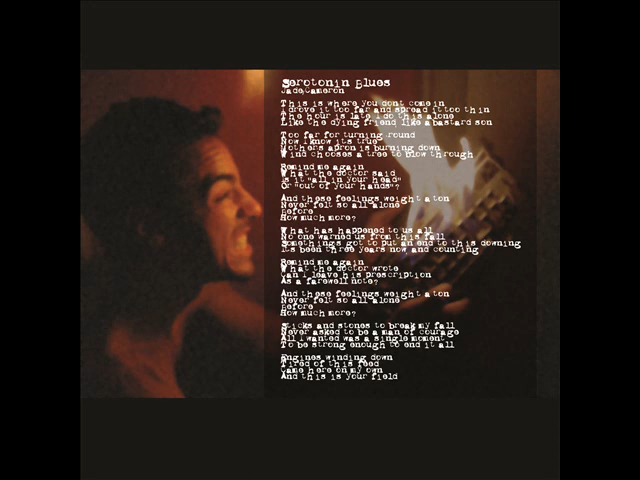 Serotonin Blues
Jade/Cameron
This is where you dont come in
I drove it too far and spread it too thin
The hour is late I do this alone
Like the dying friend like a bastard son
Too far for turning round
Now I know its true
Mothers apron is burning down
Wind chooses a tree to blow through
Remind me again
What the doctor said
Is it "all in your head"
Or "out of your hands"?
And these feelings weight a ton
Never felt so all alone
Before
How much more?
What has happened to us all
No one warned us from this fall
Something's got to put an end to this downing
It's been three years now and counting
Remind me again
What the doctor wrote
Can I leave his prescription
As a farewell note?
And these feelings weight a ton
Never felt so all alone
Before
How much more?
Sticks and stones to break my fall
Never asked to be a man of courage
All I wanted was a single moment
To be strong enough to end it all
Engines winding down
Tired of this feed
Came here on my own
And this is your field